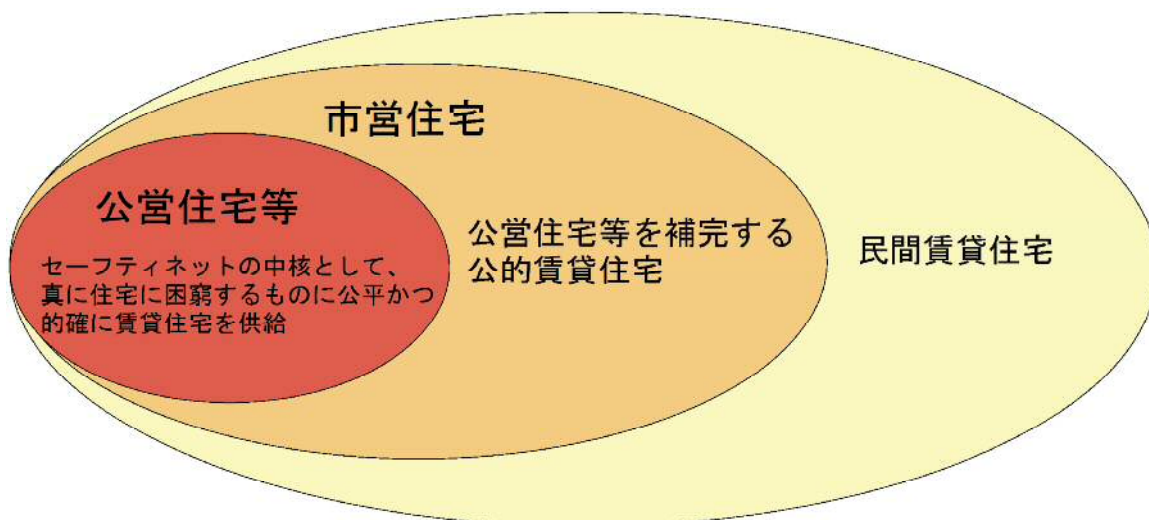 市営住宅
公営住宅等
セーフティネットの中核として、
真に住宅に困窮するものに公平かつ
的確に賃貸住宅を供給
公営住宅等を補完する
公的賃貸住宅
民間賃貸住宅